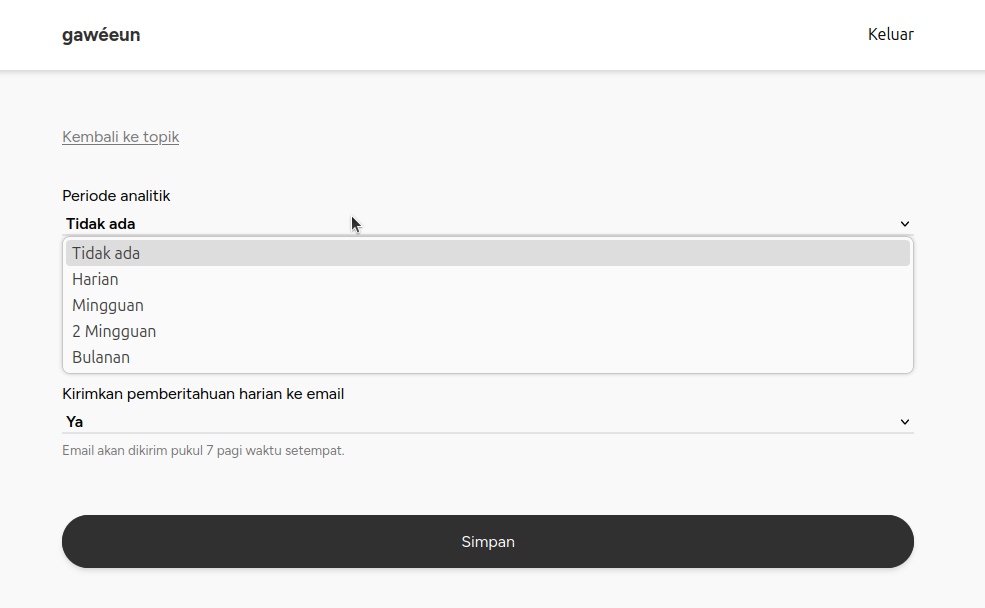 gawéeun
Keluar
Kembali ke topik
Periode analitik
Tidak ada
Tidak ada
Harian
Mingguan
2 Mingguan
Bulanan
Kirimkan pemberitahuan harian ke email
Ya
Email akan dikirim pukul 7 pagi waktu setempat.
Simpan